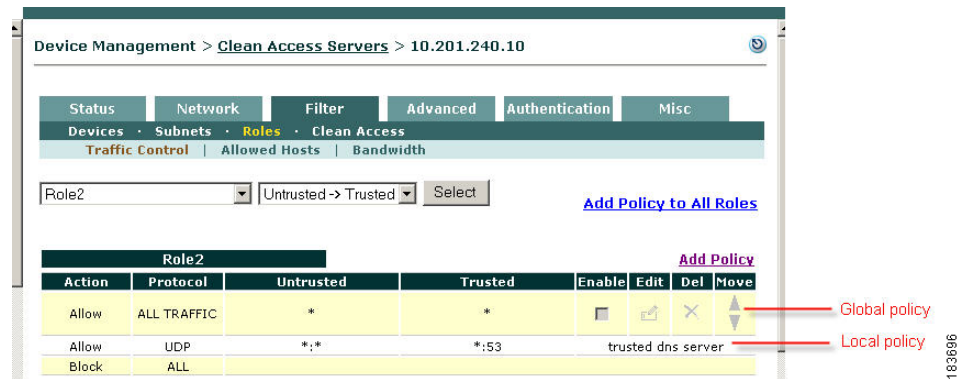 Device Management > Clean Access Servers > 10.201.240.10
Status Network Filter Advanced Authentication Misc
Devices · Subnets · Roles · Clean Access
Traffic Control | Allowed Hosts | Bandwidth
Role2 Untrusted -> Trusted Select
Add Policy to All Roles
Role2 Add Policy
Action Protocol Untrusted Trusted Enable Edit Del Move
Allow ALL TRAFFIC * * Global policy
Allow UDP *:* *:53 trusted dns server Local policy
Block ALL
183696